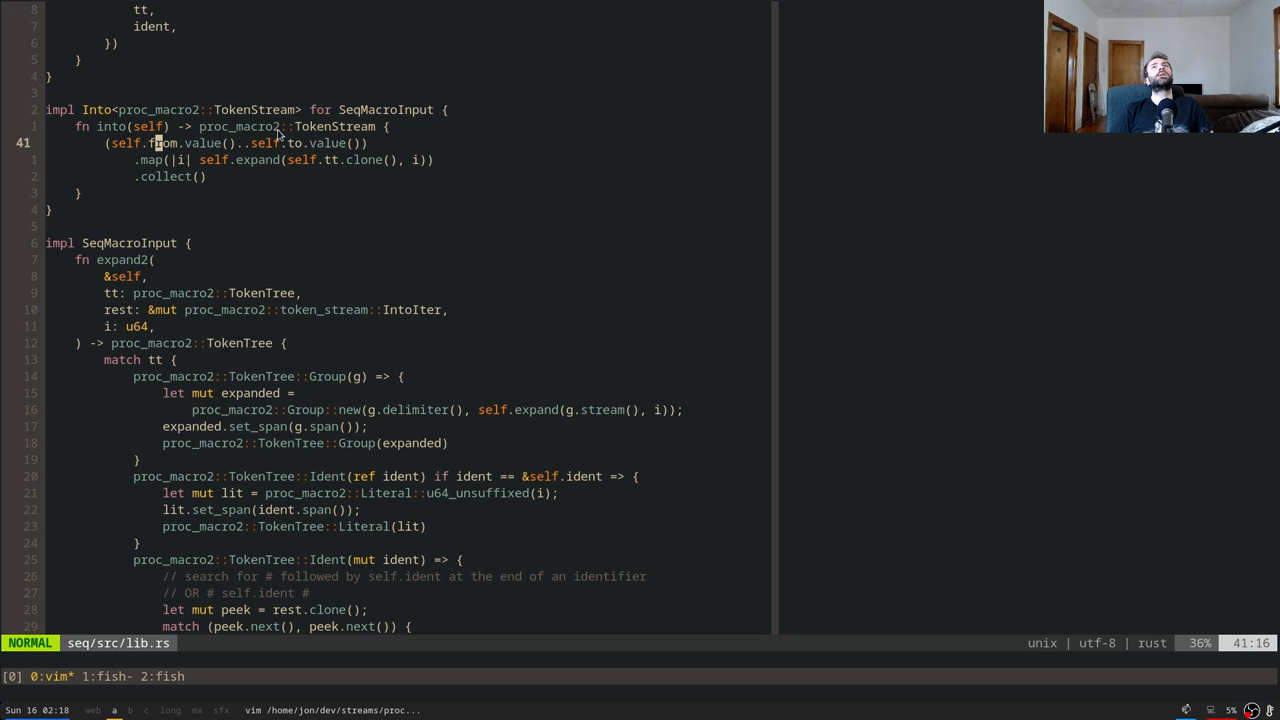 8             tt,
7             ident,
6         })
5     }
4 }
3
2 impl Into<proc_macro2::TokenStream> for SeqMacroInput {
1     fn into(self) -> proc_macro2::TokenStream {
41         (self.from.value()..self.to.value())
1             .map(|i| self.expand(self.tt.clone(), i))
2             .collect()
3     }
4 }
5
6 impl SeqMacroInput {
7     fn expand2(
8         &self,
9         tt: proc_macro2::TokenTree,
10         rest: &mut proc_macro2::token_stream::IntoIter,
11         i: u64,
12     ) -> proc_macro2::TokenTree {
13         match tt {
14             proc_macro2::TokenTree::Group(g) => {
15                 let mut expanded =
16                     proc_macro2::Group::new(g.delimiter(), self.expand(g.stream(), i));
17                 expanded.set_span(g.span());
18                 proc_macro2::TokenTree::Group(expanded)
19             }
20             proc_macro2::TokenTree::Ident(ref ident) if ident == &self.ident => {
21                 let mut lit = proc_macro2::Literal::u64_unsuffixed(i);
22                 lit.set_span(ident.span());
23                 proc_macro2::TokenTree::Literal(lit)
24             }
25             proc_macro2::TokenTree::Ident(mut ident) => {
26                 // search for # followed by self.ident at the end of an identifier
27                 // OR # self.ident #
28                 let mut peek = rest.clone();
29                 match (peek.next(), peek.next()) {
NORMAL seq/src/lib.rs unix | utf-8 | rust 36% 41:16
[0] 0:vim* 1:fish- 2:fish
Sun 16 02:18 web a b c long mx sfx vim /home/jon/dev/streams/proc... 5%